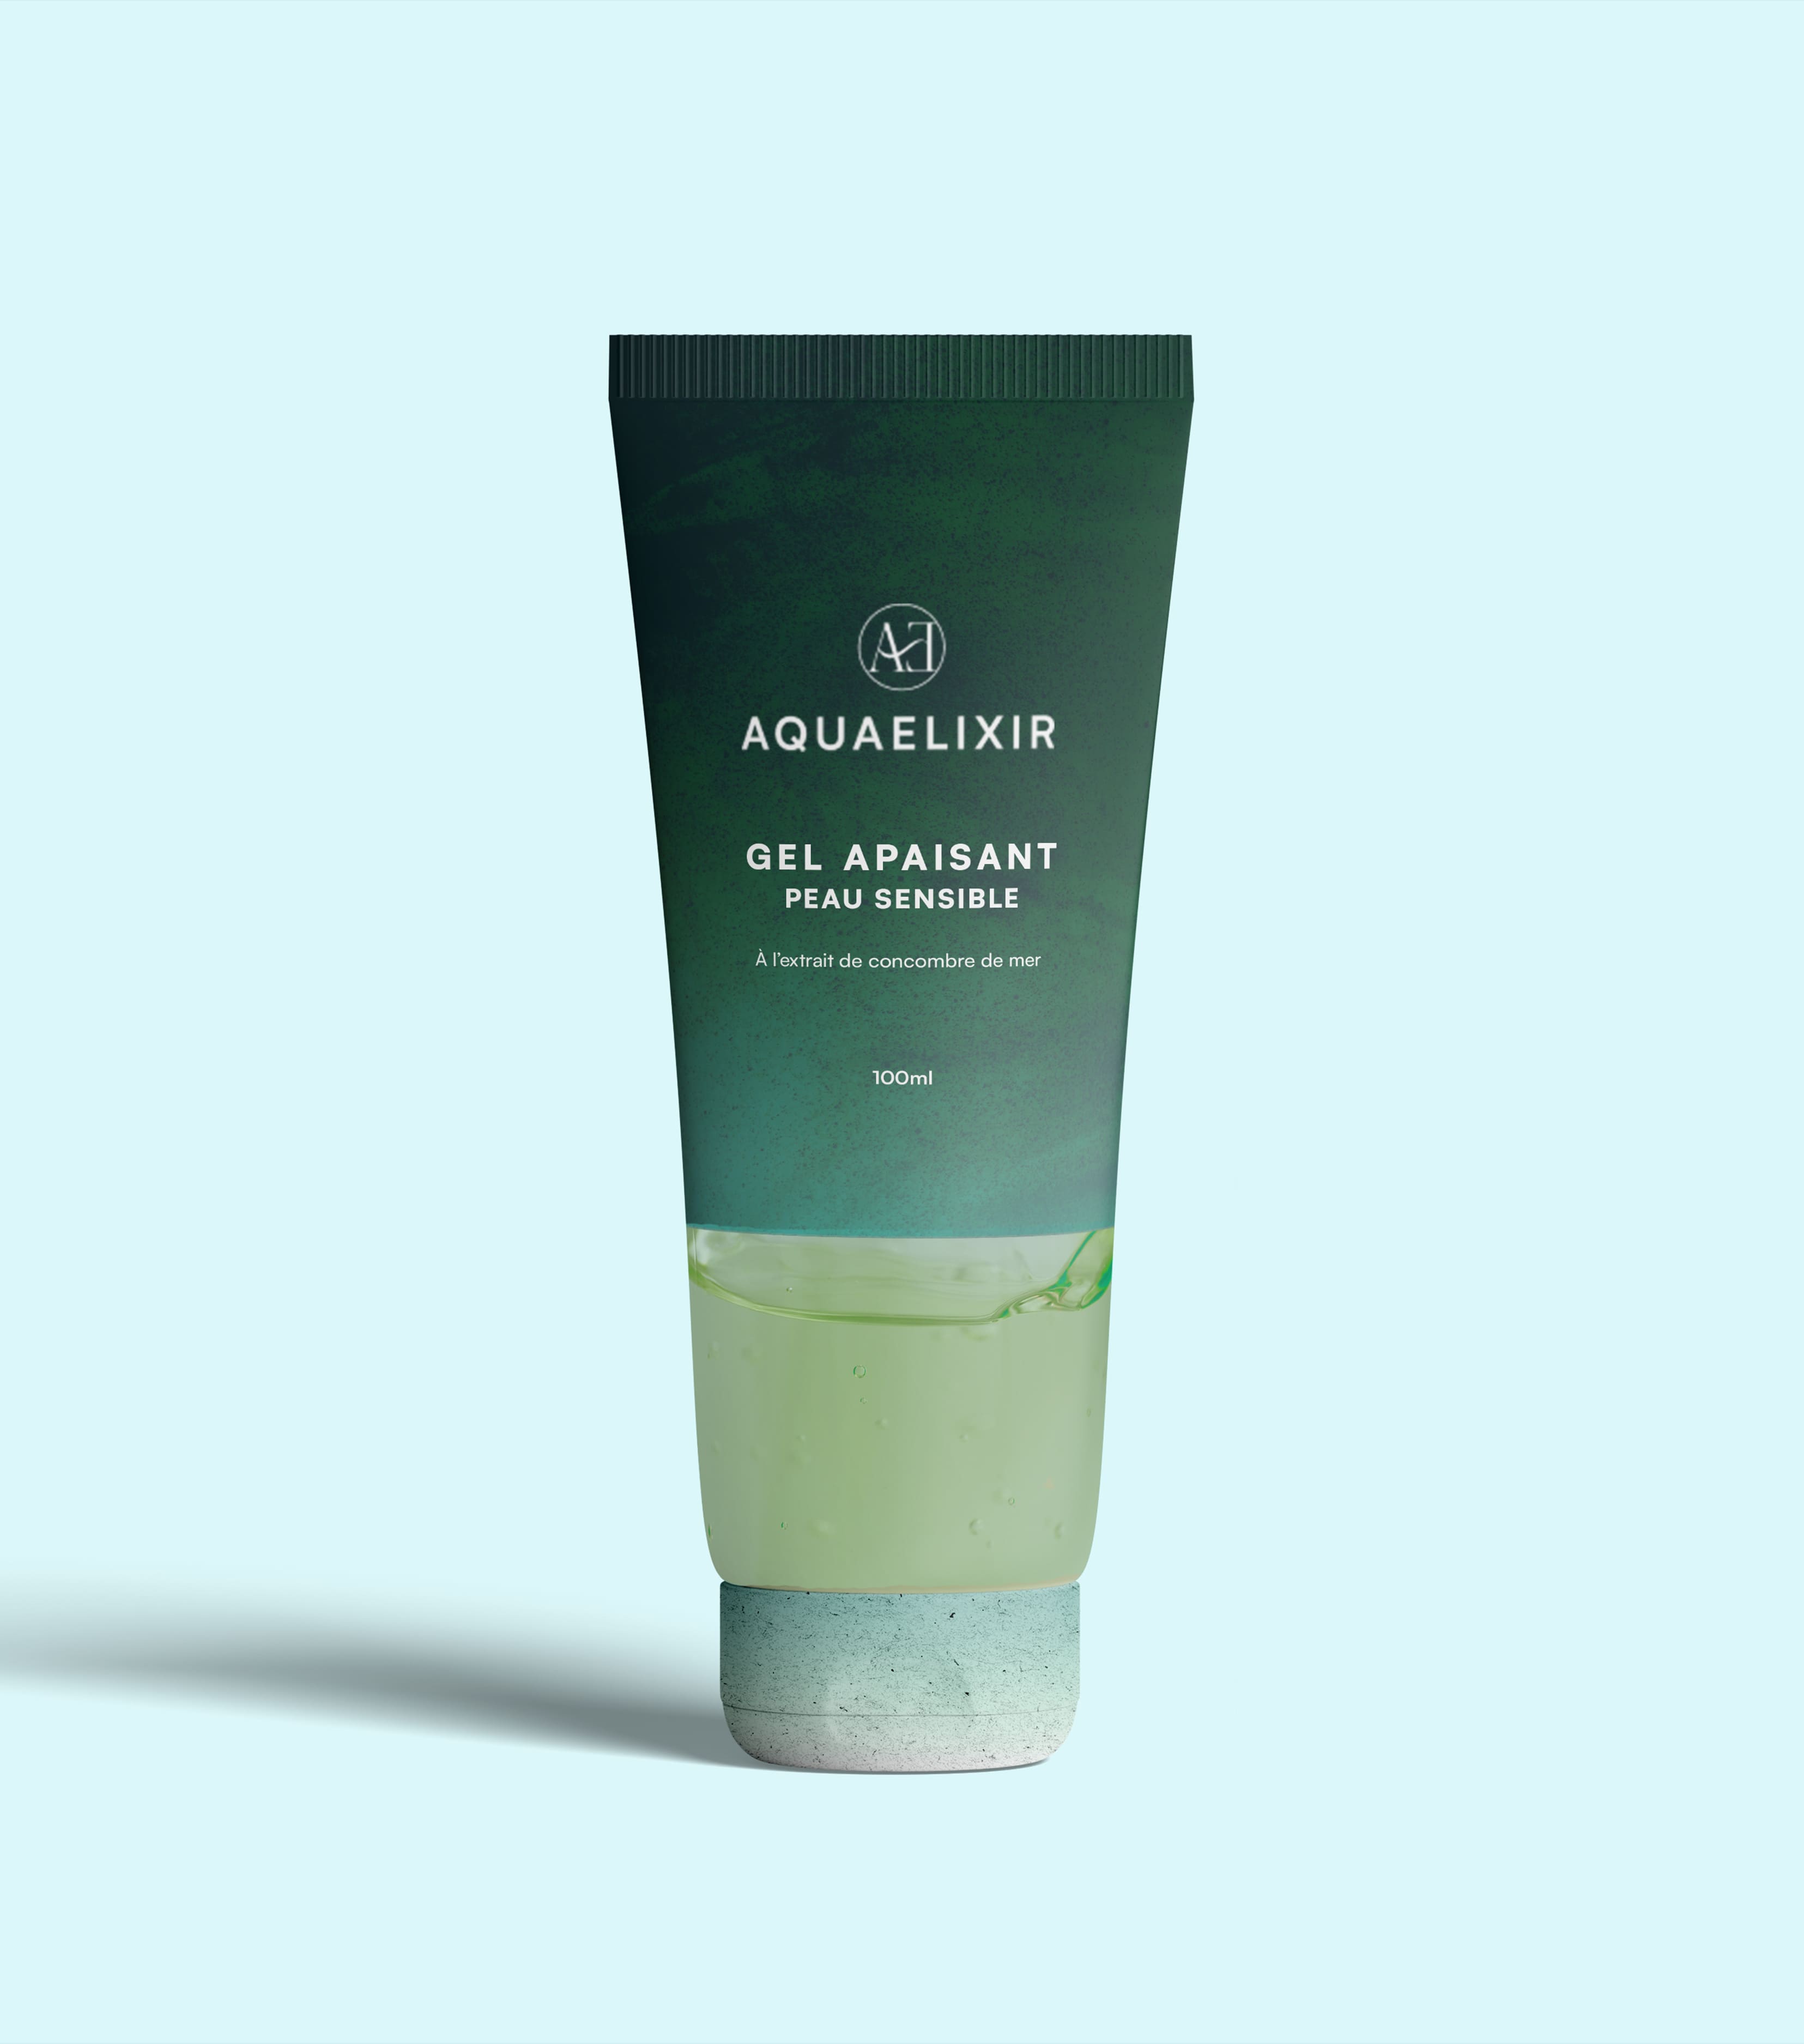 AE
AQUAELIXIR
GEL APAISANT
PEAU SENSIBLE
À l’extrait de concombre de mer
100ml